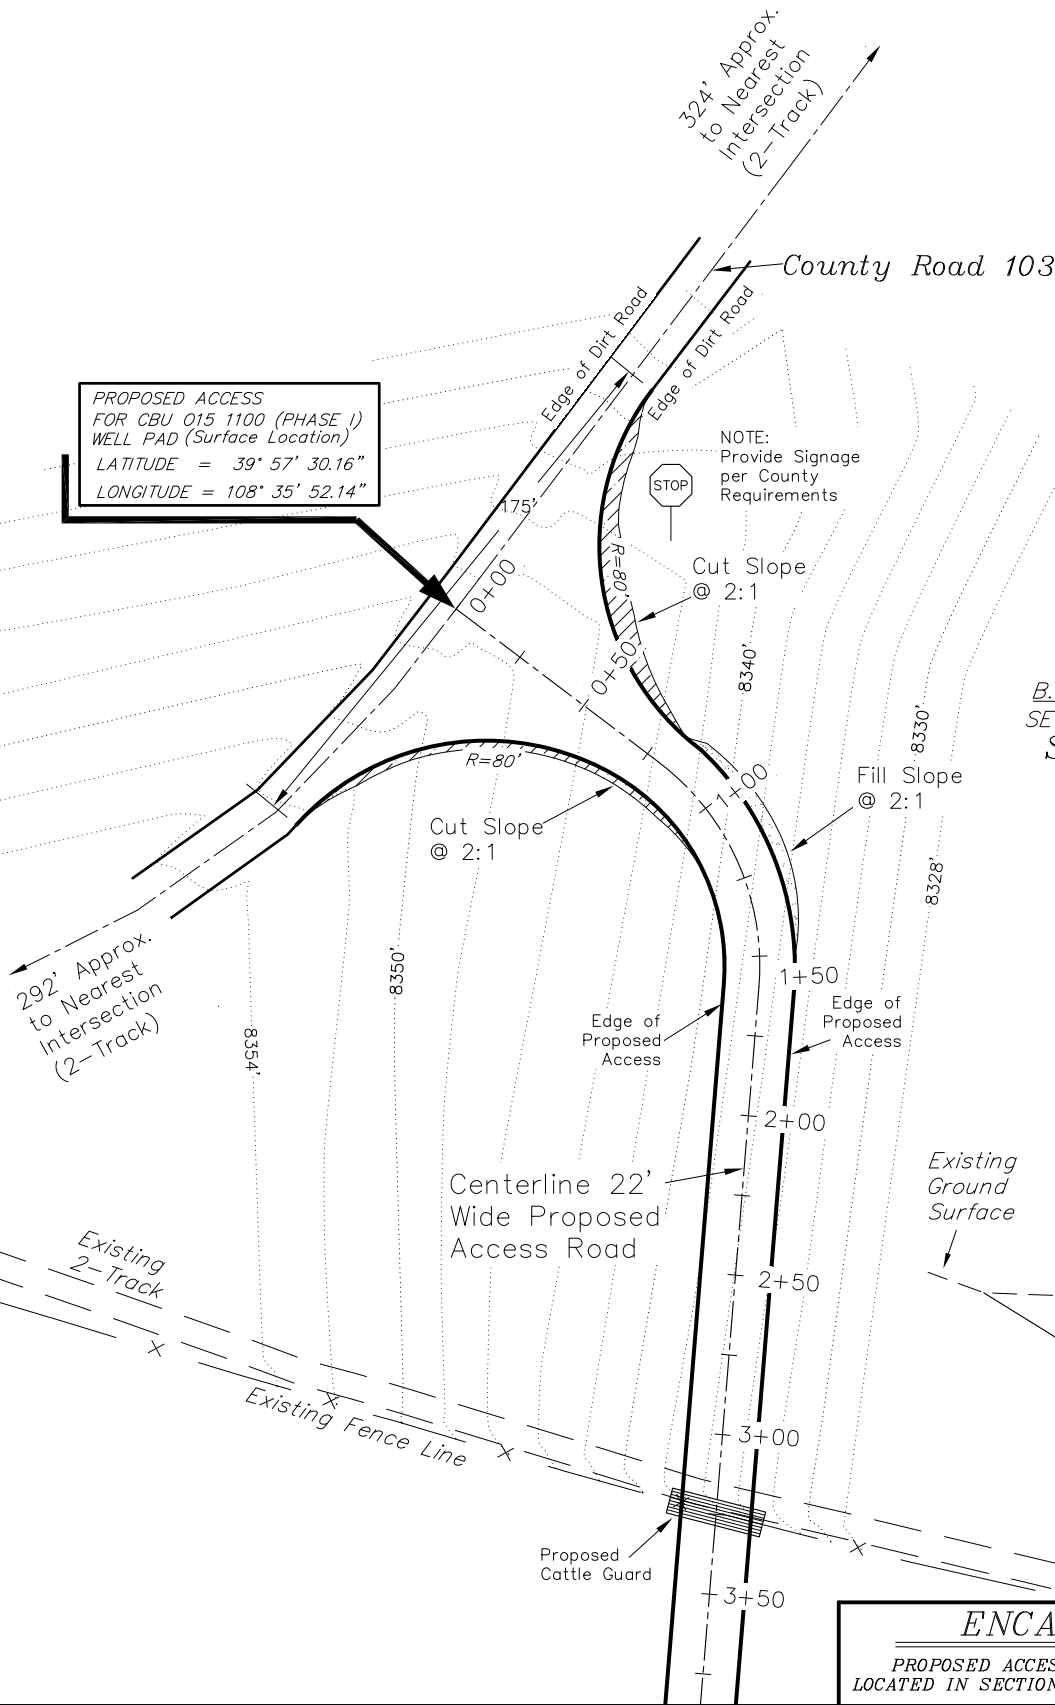 324' Approx.
to Nearest
Intersection
(2-Track)
County Road 103
Edge of Dirt Road
Edge of Dirt Road
PROPOSED ACCESS
FOR CBU O15 1100 (PHASE I)
WELL PAD (Surface Location)
LATITUDE = 39° 57' 30.16"
LONGITUDE = 108° 35' 52.14"
NOTE:
Provide Signage
per County
Requirements
STOP
175'
R=80'
Cut Slope
@ 2:1
0+00
0+50
8340'
8330'
B.
SE
S
R=80'
1+00
Fill Slope
@ 2:1
Cut Slope
@ 2:1
8328'
292' Approx.
to Nearest
Intersection
(2-Track)
8350'
8354'
1+50
Edge of
Proposed
Access
Edge of
Proposed
Access
2+00
Centerline 22'
Wide Proposed
Access Road
Existing
Ground
Surface
Existing
2-Track
2+50
Existing Fence Line
3+00
Proposed
Cattle Guard
3+50
ENCA
PROPOSED ACCES
LOCATED IN SECTION